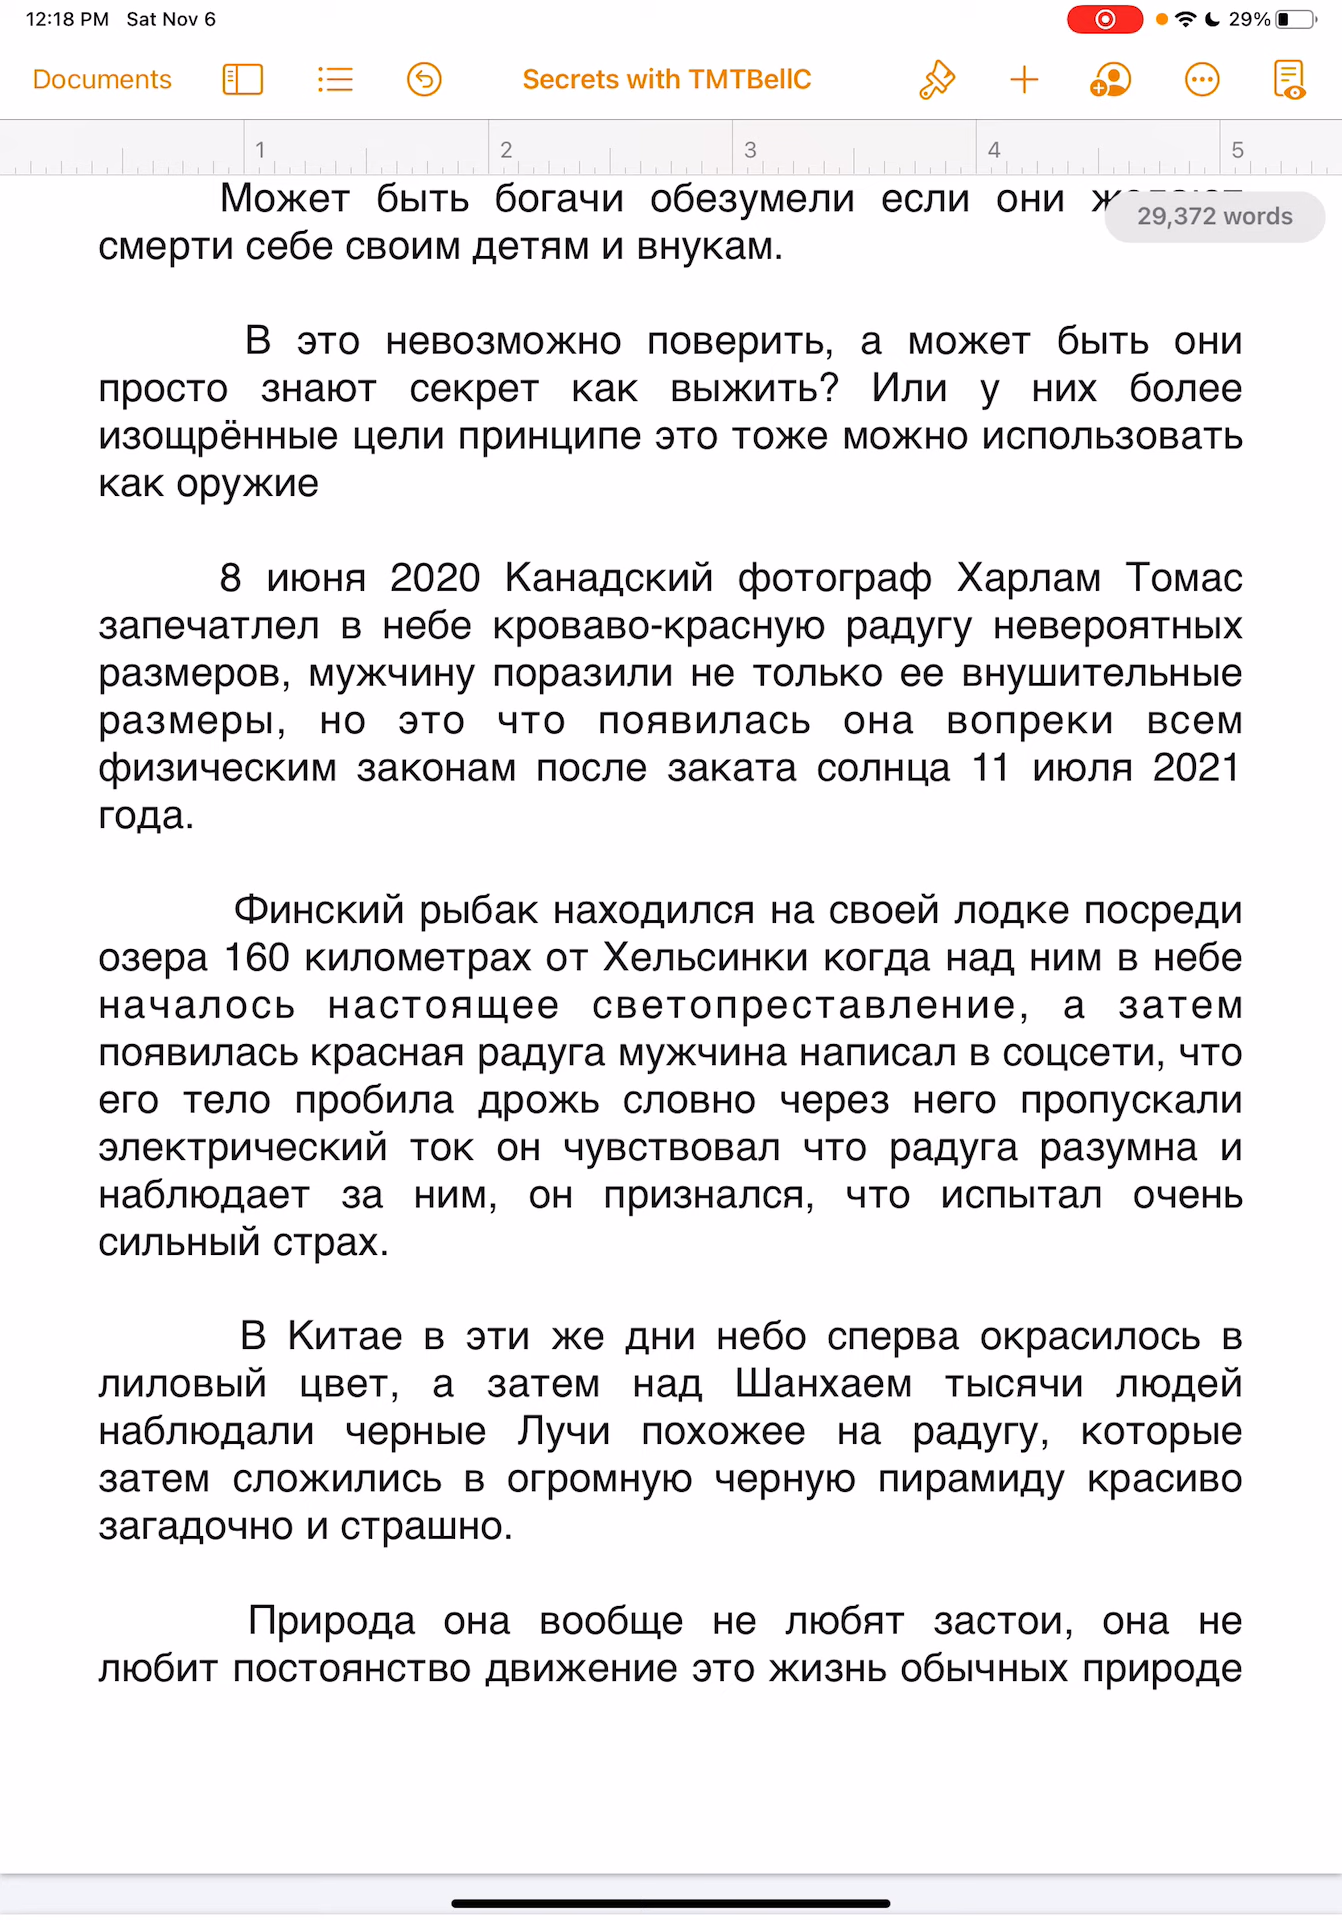 12:18 PM Sat Nov 6
29%
Documents
Secrets with TMTBellC
1 2 3 4 5
Может быть богачи обезумели если они
29,372 words
смерти себе своим детям и внукам.
В это невозможно поверить, а может быть они
просто знают секрет как выжить? Или у них более
изощрённые цели принципе это тоже можно использовать
как оружие
8 июня 2020 Канадский фотограф Харлам Томас
запечатлел в небе кроваво-красную радугу невероятных
размеров, мужчину поразили не только ее внушительные
размеры, но это что появилась она вопреки всем
физическим законам после заката солнца 11 июля 2021
года.
Финский рыбак находился на своей лодке посреди
озера 160 километрах от Хельсинки когда над ним в небе
началось настоящее светопреставление, а затем
появилась красная радуга мужчина написал в соцсети, что
его тело пробила дрожь словно через него пропускали
электрический ток он чувствовал что радуга разумна и
наблюдает за ним, он признался, что испытал очень
сильный страх.
В Китае в эти же дни небо сперва окрасилось в
лиловый цвет, а затем над Шанхаем тысячи людей
наблюдали черные Лучи похожее на радугу, которые
затем сложились в огромную черную пирамиду красиво
загадочно и страшно.
Природа она вообще не любят застои, она не
любит постоянство движение это жизнь обычных природе